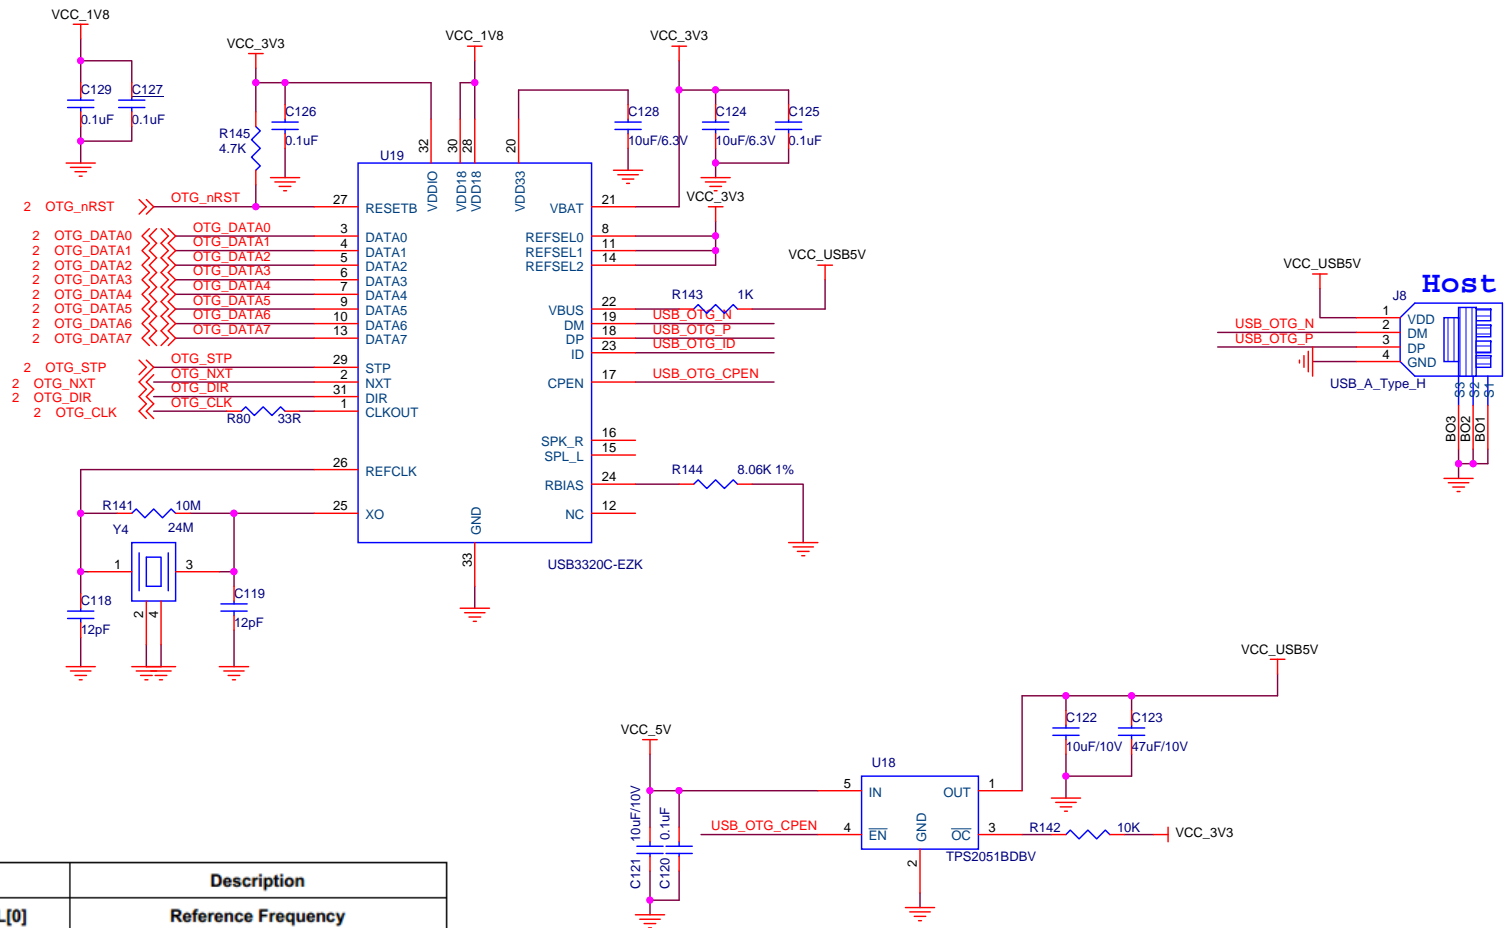 VCC_1V8
VCC_3V3
VCC_1V8
VCC_3V3
C129
C127
0.1uF
0.1uF
R145
4.7K
C126
0.1uF
C128
10uF/6.3V
C124
10uF/6.3V
C125
0.1uF
U19
32
30
28
20
VDDIO
VDD18
VDD18
VDD33
2 OTG_nRST
OTG_nRST
27
RESETB
VBAT
21
VCC_3V3
2 OTG_DATA0
OTG_DATA0
3
DATA0
REFSEL0
8
2 OTG_DATA1
OTG_DATA1
4
DATA1
REFSEL1
11
2 OTG_DATA2
OTG_DATA2
5
DATA2
REFSEL2
14
2 OTG_DATA3
OTG_DATA3
6
DATA3
2 OTG_DATA4
OTG_DATA4
7
DATA4
2 OTG_DATA5
OTG_DATA5
9
DATA5
2 OTG_DATA6
OTG_DATA6
10
DATA6
2 OTG_DATA7
OTG_DATA7
13
DATA7
VCC_USB5V
VBUS
22
R143 1K
DM
19
USB_OTG_N
DP
18
USB_OTG_P
ID
23
USB_OTG_ID
2 OTG_STP
OTG_STP
29
STP
2 OTG_NXT
OTG_NXT
2
NXT
2 OTG_DIR
OTG_DIR
31
DIR
2 OTG_CLK
OTG_CLK
R80 33R
1
CLKOUT
CPEN
17
USB_OTG_CPEN
SPK_R
16
SPL_L
15
26
REFCLK
RBIAS
24
R144 8.06K 1%
25
XO
NC
12
GND
33
USB3320C-EZK
R141 10M
Y4 24M
1
3
2
4
C118
12pF
C119
12pF
VCC_USB5V
Host
J8
1
VDD
USB_OTG_N
2
DM
USB_OTG_P
3
DP
4
GND
USB_A_Type_H
S3
S2
S1
BO3
BO2
BO1
VCC_USB5V
VCC_5V
C122
10uF/10V
C123
47uF/10V
U18
C121 10uF/10V
C120 0.1uF
5
IN
OUT
1
USB_OTG_CPEN
4
EN
GND
OC
3
R142 10K
VCC_3V3
2
TPS2051BDBV
Description
L[0]
Reference Frequency